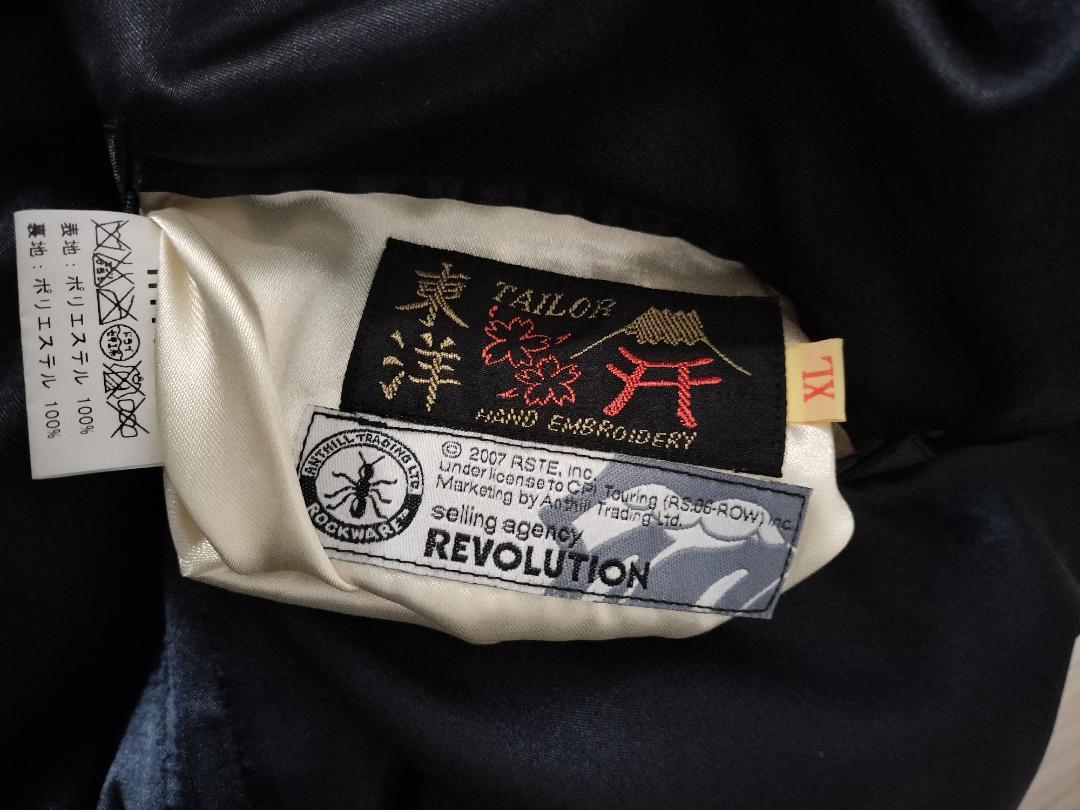 東洋
TAILOR
HAND EMBROIDERY
XL
ANTHILL TRADING LTD
ROCKWARE™
© 2007 RSTE, Inc.
Under license to CPI Touring (RS:06-ROW) Inc.
Marketing by Anthill Trading Ltd.
selling agency
REVOLUTION
表地：ポリエステル 100%
裏地：ポリエステル 100%